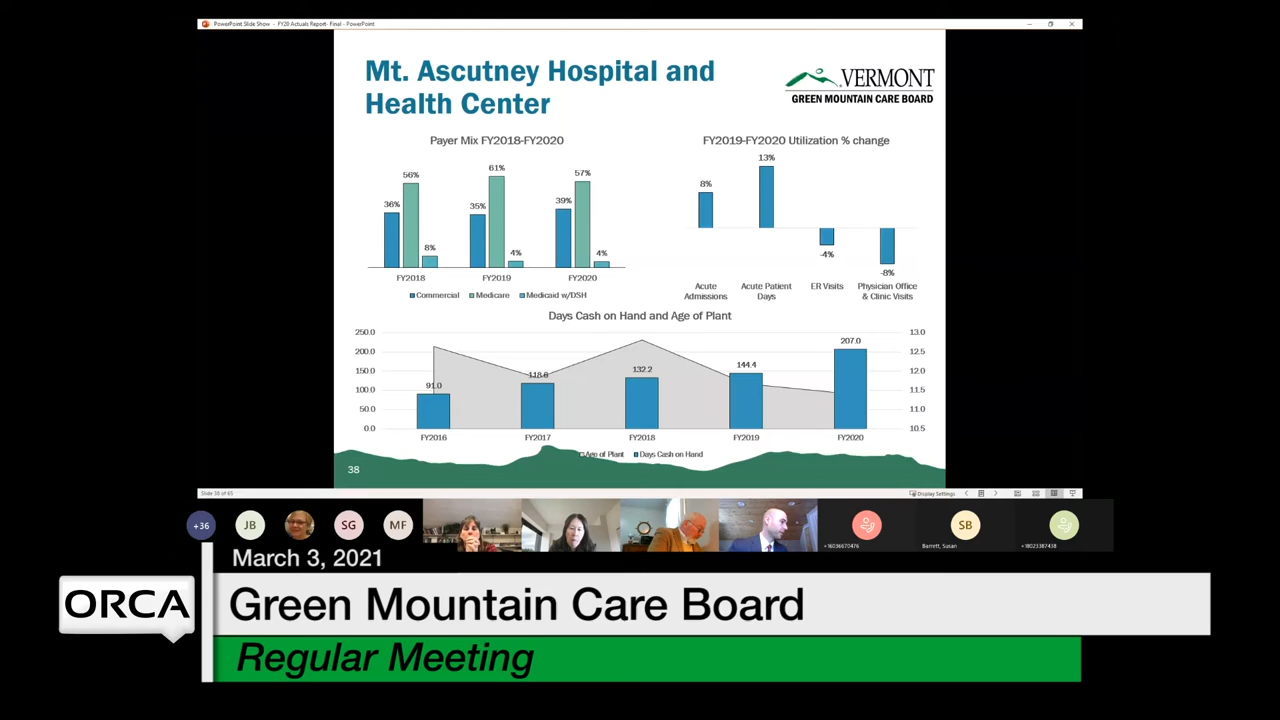 PowerPoint Slide Show - FY20 Actuals Report- Final - PowerPoint
Mt. Ascutney Hospital and
Health Center
VERMONT
GREEN MOUNTAIN CARE BOARD
Payer Mix FY2018-FY2020
36%
56%
8%
35%
61%
4%
39%
57%
4%
FY2018
FY2019
FY2020
Commercial
Medicare
Medicaid w/DSH
FY2019-FY2020 Utilization % change
8%
13%
-4%
-8%
Acute
Admissions
Acute Patient
Days
ER Visits
Physician Office
& Clinic Visits
Days Cash on Hand and Age of Plant
250.0
200.0
150.0
100.0
50.0
0.0
91.0
118.6
132.2
144.4
207.0
13.0
12.5
12.0
11.5
11.0
10.5
FY2016
FY2017
FY2018
FY2019
FY2020
Age of Plant
Days Cash on Hand
38
Slide 38 of 65
Display Settings
+36
JB
SG
MF
SB
+16036670476
Barrett, Susan
+18023387438
March 3, 2021
ORCA
Green Mountain Care Board
Regular Meeting